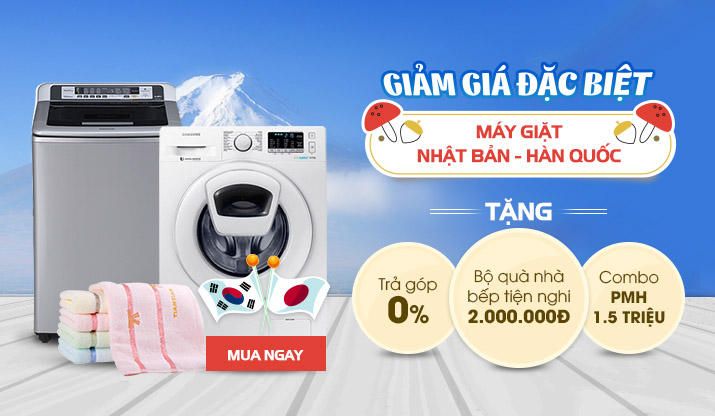 GIẢM GIÁ ĐẶC BIỆT
MÁY GIẶT
NHẬT BẢN - HÀN QUỐC
TẶNG
Trả góp
0%
Bộ quà nhà
bếp tiện nghi
2.000.000Đ
Combo
PMH
1.5 TRIỆU
SAMSUNG
MUA NGAY